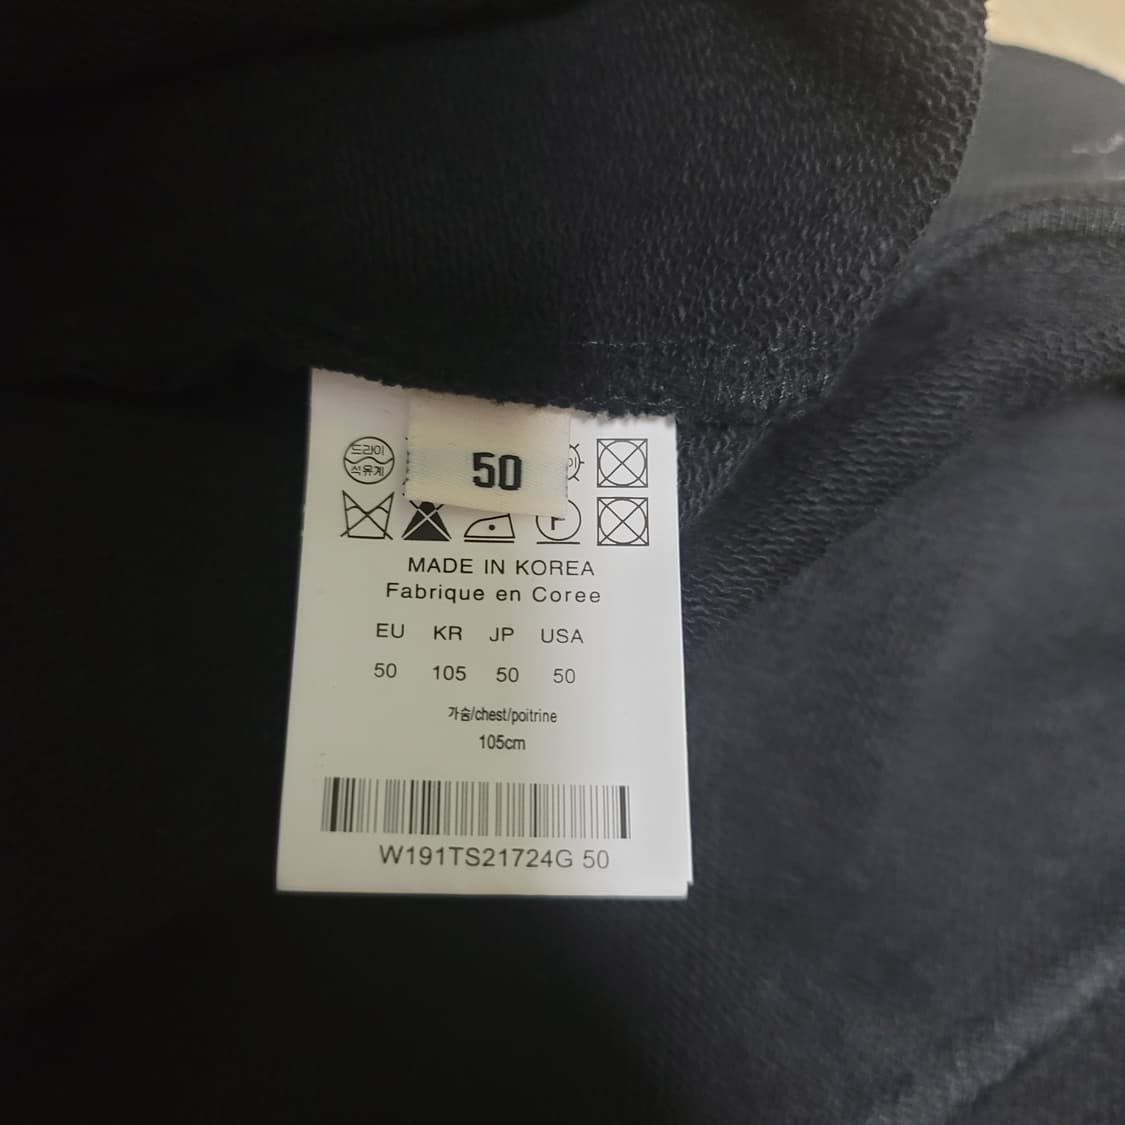 50
드라이
석유계
F
MADE IN KOREA
Fabrique en Coree
EU KR JP USA
50 105 50 50
가슴/chest/poitrine
105cm
W191TS21724G 50